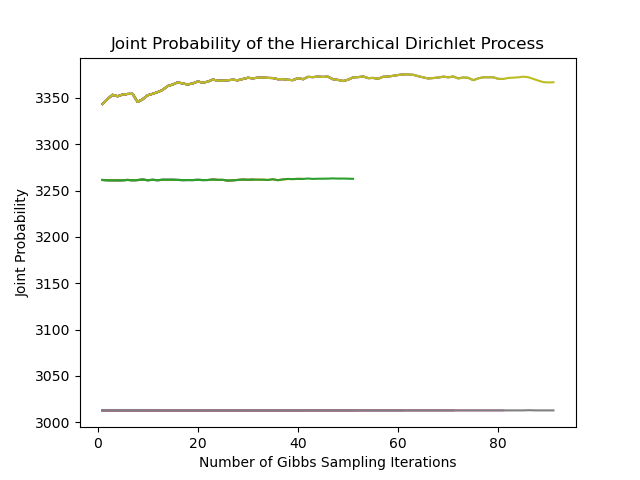 Joint Probability of the Hierarchical Dirichlet Process
3350
3300
3250
3200
3150
3100
3050
3000
Joint Probability
0 20 40 60 80
Number of Gibbs Sampling Iterations